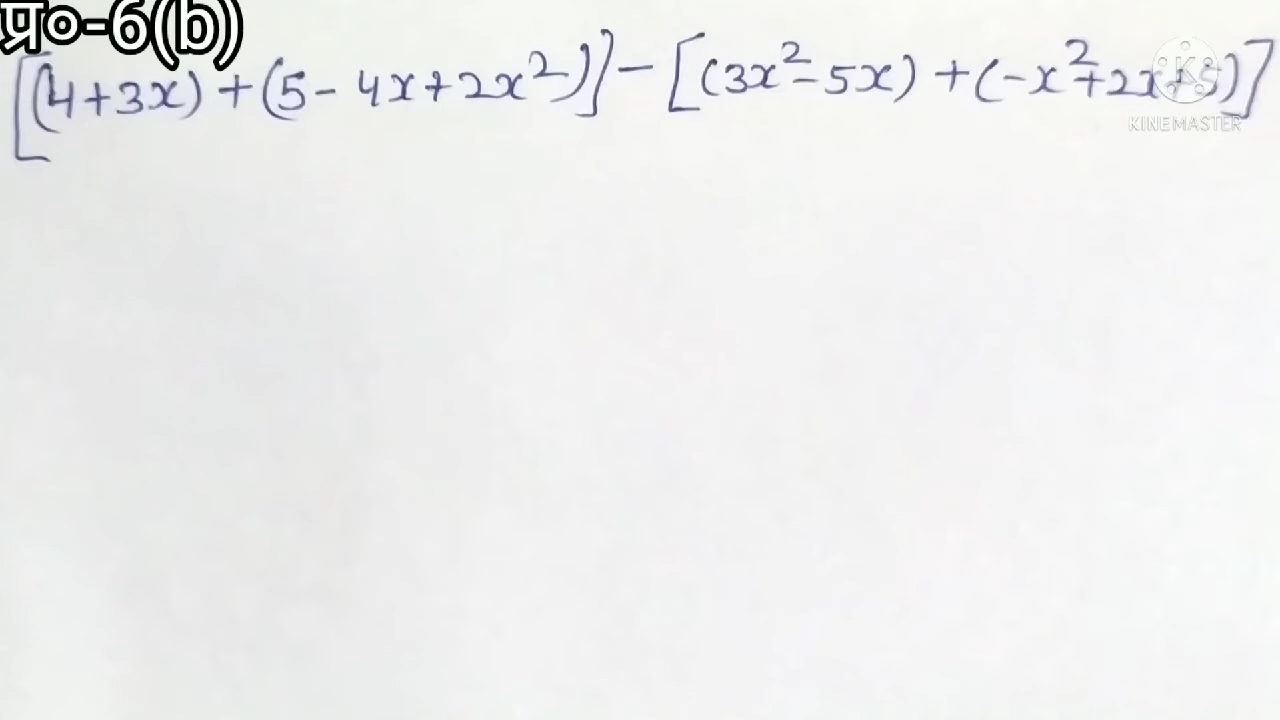 प्र०-6(b)
[(4+3x)+(5-4x+2x²)]-[(3x²-5x)+(-x²+2x+5)]
KINEMASTER